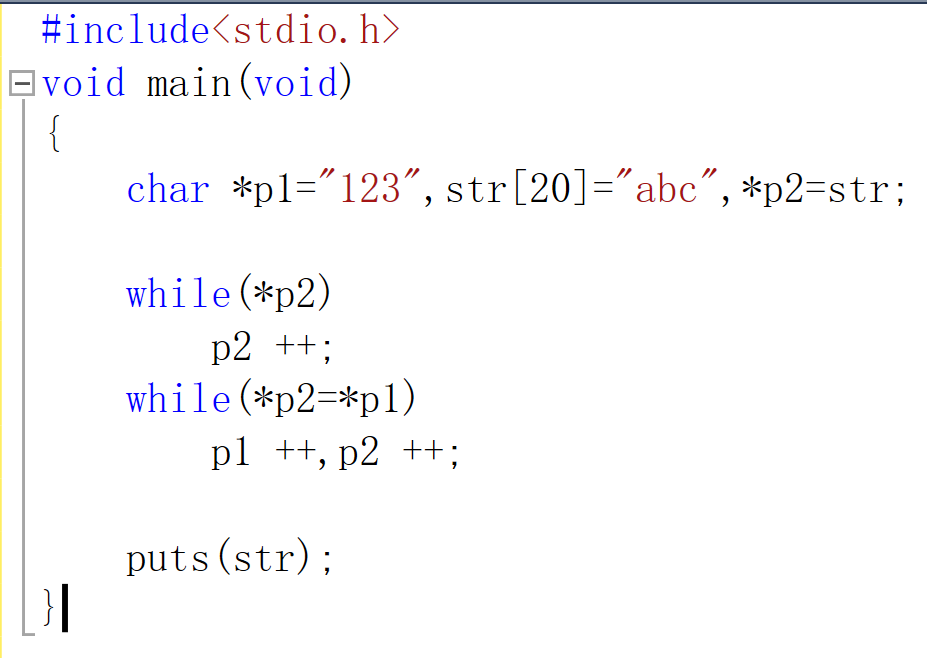 #include<stdio.h>
void main(void)
{
char *p1="123",str[20]="abc",*p2=str;
while(*p2)
p2 ++;
while(*p2=*p1)
p1 ++,p2 ++;
puts(str);
}